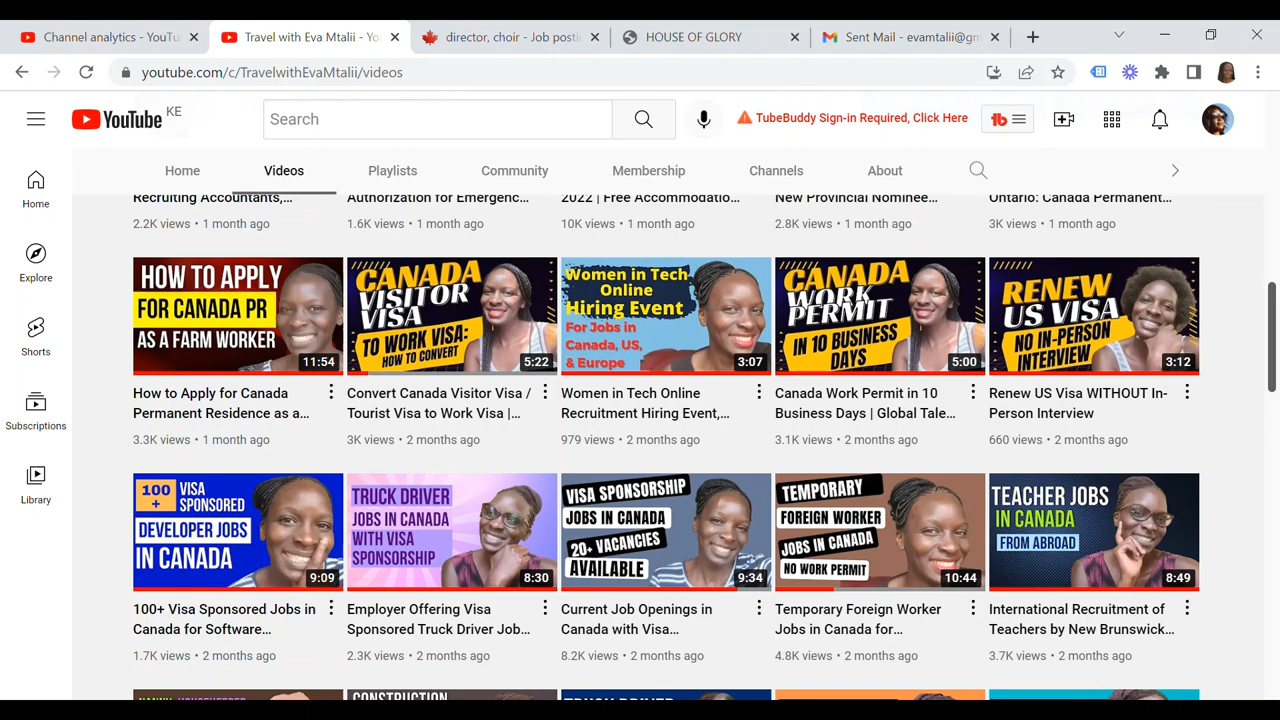 Channel analytics - YouTu
Travel with Eva Mtalii - Yo
director, choir - Job posti
HOUSE OF GLORY
Sent Mail - evamtalii@gm
youtube.com/c/TravelwithEvaMtalii/videos
YouTube KE
Search
TubeBuddy Sign-in Required, Click Here
tb
Home
Videos
Playlists
Community
Membership
Channels
About
Home
Explore
Shorts
Subscriptions
Library
Recruiting Accountants,...
2.2K views • 1 month ago
Authorization for Emergenc...
1.6K views • 1 month ago
2022 | Free Accommodatio...
10K views • 1 month ago
New Provincial Nominee...
2.8K views • 1 month ago
Ontario: Canada Permanent...
3K views • 1 month ago
HOW TO APPLY
FOR CANADA PR
AS A FARM WORKER
11:54
How to Apply for Canada
Permanent Residence as a...
3.3K views • 1 month ago
CANADA
VISITOR
VISA
TO WORK VISA:
HOW TO CONVERT
5:22
Convert Canada Visitor Visa /
Tourist Visa to Work Visa |...
3K views • 2 months ago
Women in Tech
Online
Hiring Event
For Jobs in
Canada, US,
& Europe
3:07
Women in Tech Online
Recruitment Hiring Event,...
979 views • 2 months ago
CANADA
WORK
PERMIT
IN 10
BUSINESS
DAYS
5:00
Canada Work Permit in 10
Business Days | Global Tale...
3.1K views • 2 months ago
RENEW
US VISA
NO IN-PERSON
INTERVIEW
3:12
Renew US Visa WITHOUT In-
Person Interview
660 views • 2 months ago
100+
VISA
SPONSORED
DEVELOPER JOBS
IN CANADA
9:09
100+ Visa Sponsored Jobs in
Canada for Software...
1.7K views • 2 months ago
TRUCK DRIVER
JOBS IN CANADA
WITH VISA
SPONSORSHIP
8:30
Employer Offering Visa
Sponsored Truck Driver Job...
2.3K views • 2 months ago
VISA SPONSORSHIP
JOBS IN CANADA
20+ VACANCIES
AVAILABLE
9:34
Current Job Openings in
Canada with Visa...
8.2K views • 2 months ago
TEMPORARY
FOREIGN WORKER
JOBS IN CANADA
NO WORK PERMIT
10:44
Temporary Foreign Worker
Jobs in Canada for...
4.8K views • 2 months ago
TEACHER JOBS
IN CANADA
FROM ABROAD
8:49
International Recruitment of
Teachers by New Brunswick...
3.7K views • 2 months ago
CONSTRUCTION
TRUCK DRIVER